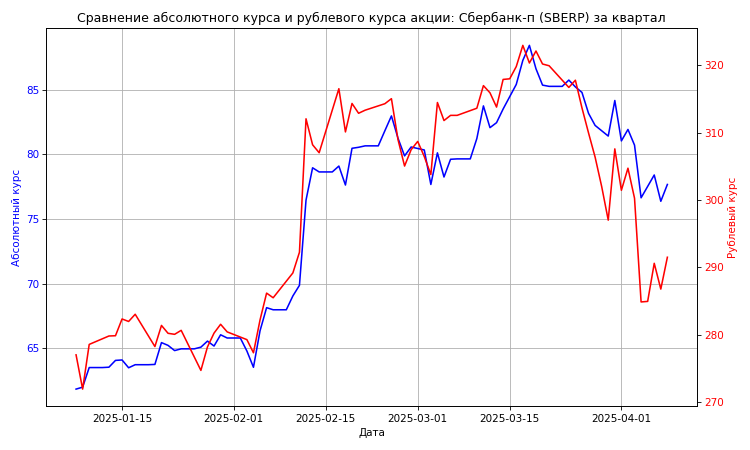 Сравнение абсолютного курса и рублевого курса акции: Сбербанк-п (SBERP) за квартал
Абсолютный курс
85
80
75
70
65
320
310
300
290
280
270
Рублевый курс
2025-01-15 2025-02-01 2025-02-15 2025-03-01 2025-03-15 2025-04-01
Дата